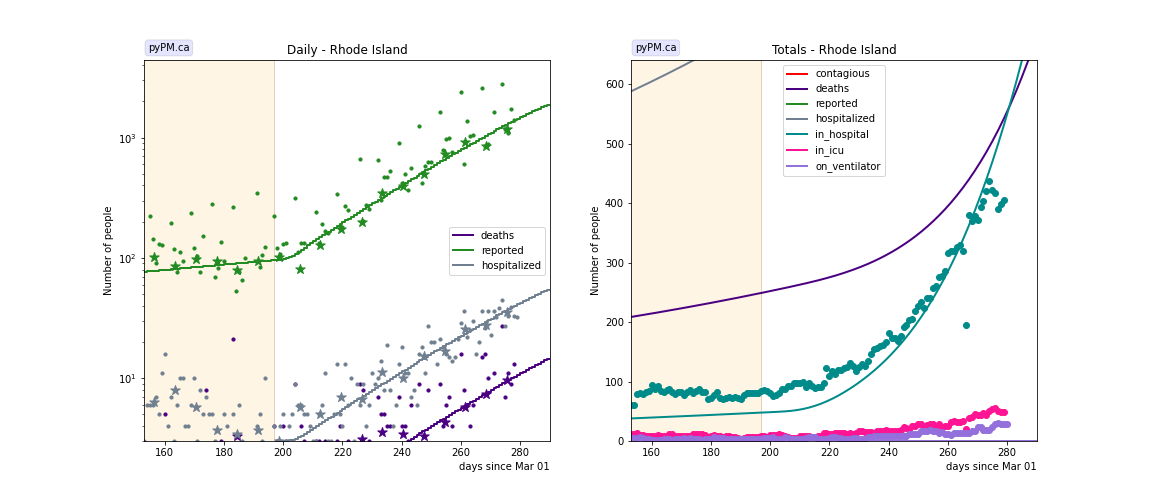 pyPM.ca
Daily - Rhode Island
Number of people
10³
10²
10¹
deaths
reported
hospitalized
160 180 200 220 240 260 280
days since Mar 01
pyPM.ca
Totals - Rhode Island
Number of people
600
500
400
300
200
100
0
contagious
deaths
reported
hospitalized
in_hospital
in_icu
on_ventilator
160 180 200 220 240 260 280
days since Mar 01